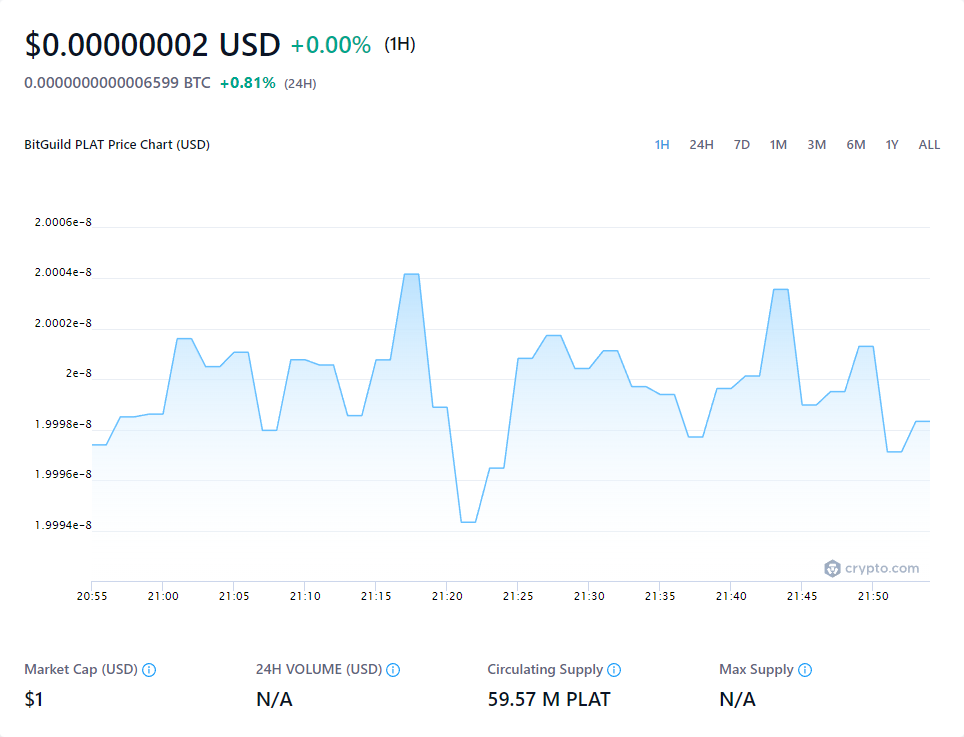 $0.00000002 USD +0.00% (1H)
0.0000000000006599 BTC +0.81% (24H)
BitGuild PLAT Price Chart (USD) 1H 24H 7D 1M 3M 6M 1Y ALL
2.0006e-8
2.0004e-8
2.0002e-8
2e-8
1.9998e-8
1.9996e-8
1.9994e-8
crypto.com
20:55 21:00 21:05 21:10 21:15 21:20 21:25 21:30 21:35 21:40 21:45 21:50
Market Cap (USD) 24H VOLUME (USD) Circulating Supply Max Supply
$1 N/A 59.57 M PLAT N/A